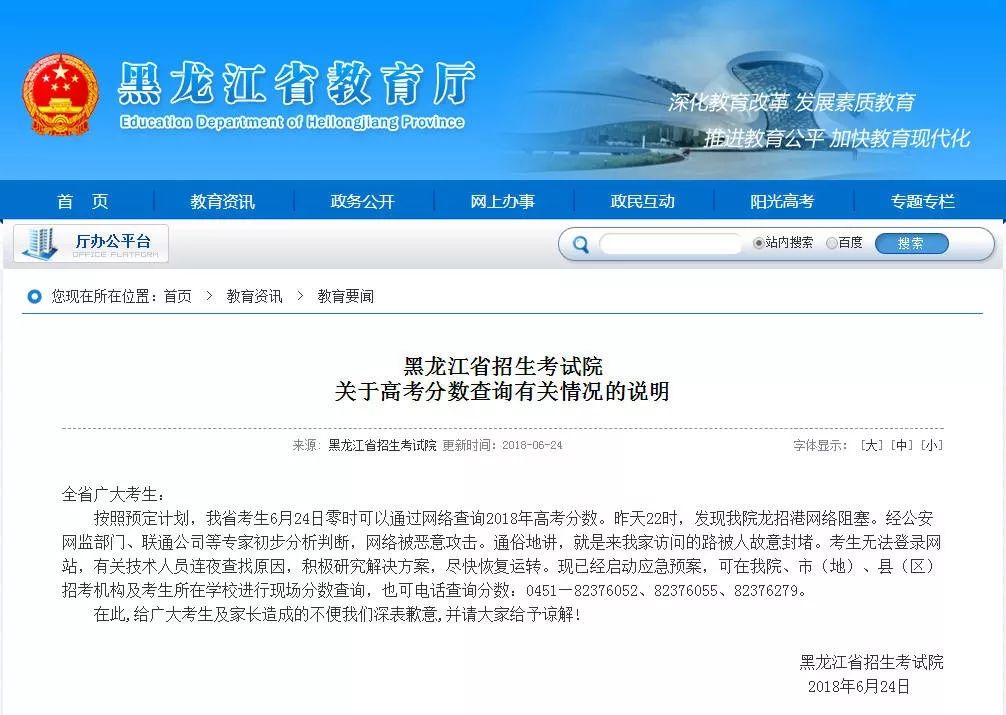 黑龙江省教育厅
Education Department of Heilongjiang Province
深化教育改革 发展素质教育
推进教育公平 加快教育现代化
首 页 教育资讯 政务公开 网上办事 政民互动 阳光高考 专题专栏
厅办公平台
OFFICE PLATFORM
站内搜索 百度 搜索
您现在所在位置：首页 > 教育资讯 > 教育要闻
黑龙江省招生考试院
关于高考分数查询有关情况的说明
来源：黑龙江省招生考试院 更新时间：2018-06-24 字体显示： [大] [中] [小]
全省广大考生：
按照预定计划，我省考生6月24日零时可以通过网络查询2018年高考分数。昨天22时，发现我院龙招港网络阻塞。经公安
网监部门、联通公司等专家初步分析判断，网络被恶意攻击。通俗地讲，就是来我家访问的路被人故意封堵。考生无法登录网
站，有关技术人员连夜查找原因，积极研究解决方案，尽快恢复运转。现已经启动应急预案，可在我院、市（地）、县（区）
招考机构及考生所在学校进行现场分数查询，也可电话查询分数：0451—82376052、82376055、82376279。
在此,给广大考生及家长造成的不便我们深表歉意,并请大家给予谅解!
黑龙江省招生考试院
2018年6月24日